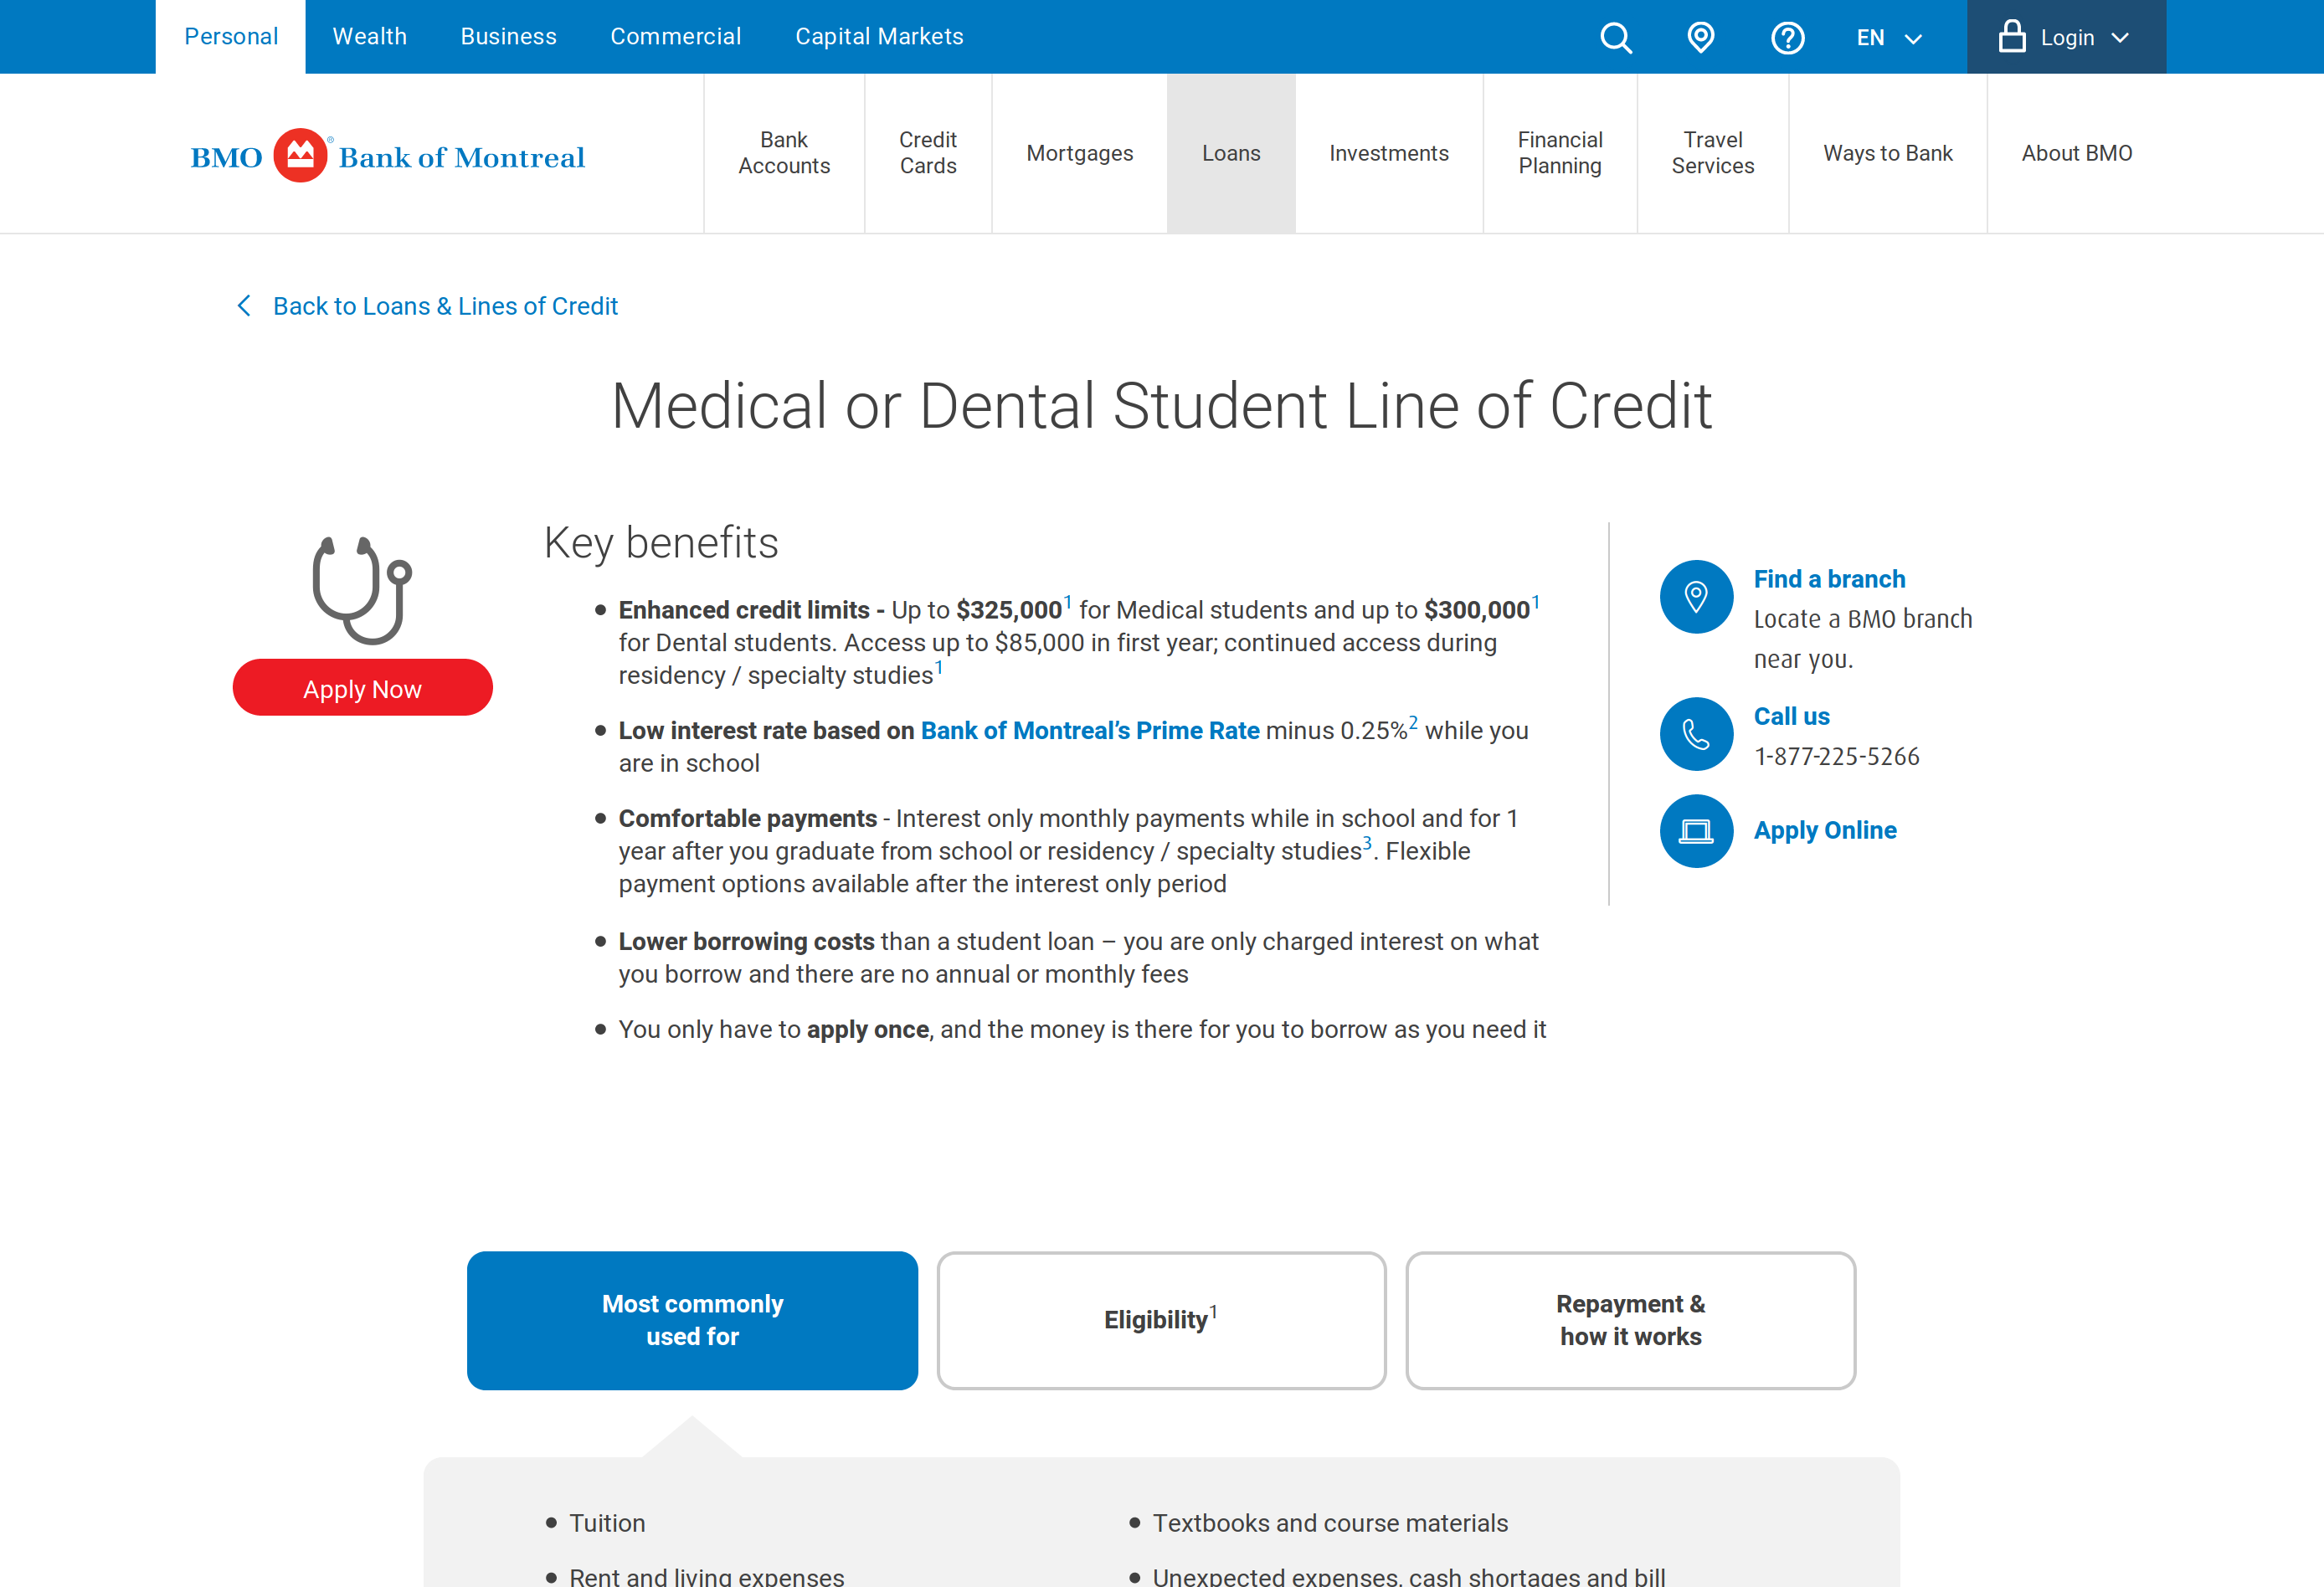 Personal
Wealth
Business
Commercial
Capital Markets
EN
Login
BMO ® Bank of Montreal
Bank
Accounts
Credit
Cards
Mortgages
Loans
Investments
Financial
Planning
Travel
Services
Ways to Bank
About BMO
Back to Loans & Lines of Credit
Medical or Dental Student Line of Credit
Apply Now
Key benefits
Enhanced credit limits - Up to $325,000¹ for Medical students and up to $300,000¹
for Dental students. Access up to $85,000 in first year; continued access during
residency / specialty studies¹
Low interest rate based on Bank of Montreal’s Prime Rate minus 0.25%² while you
are in school
Comfortable payments - Interest only monthly payments while in school and for 1
year after you graduate from school or residency / specialty studies³. Flexible
payment options available after the interest only period
Lower borrowing costs than a student loan – you are only charged interest on what
you borrow and there are no annual or monthly fees
You only have to apply once, and the money is there for you to borrow as you need it
Find a branch
Locate a BMO branch
near you.
Call us
1-877-225-5266
Apply Online
Most commonly
used for
Eligibility¹
Repayment &
how it works
Tuition
Rent and living expenses
Textbooks and course materials
Unexpected expenses, cash shortages and bill